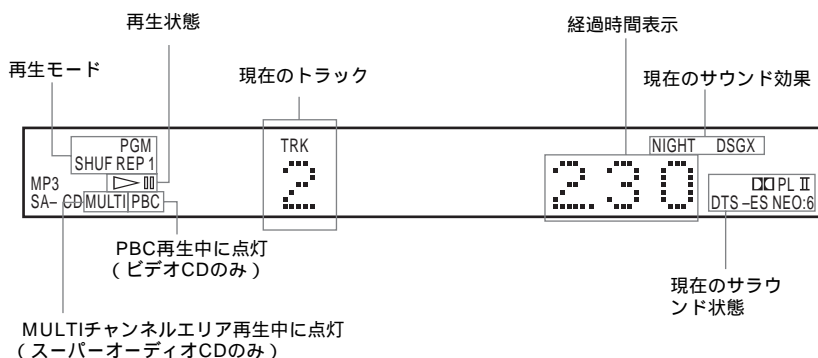 再生状態
経過時間表示
再生モード
現在のトラック
現在のサウンド効果
PGM
SHUF REP 1
TRK
NIGHT DSGX
MP3
SA– CD MULTI PBC
2
2.30
PL II
DTS –ES NEO:6
PBC再生中に点灯
(ビデオCDのみ)
現在のサラウ
ンド状態
MULTIチャンネルエリア再生中に点灯
(スーパーオーディオCDのみ)